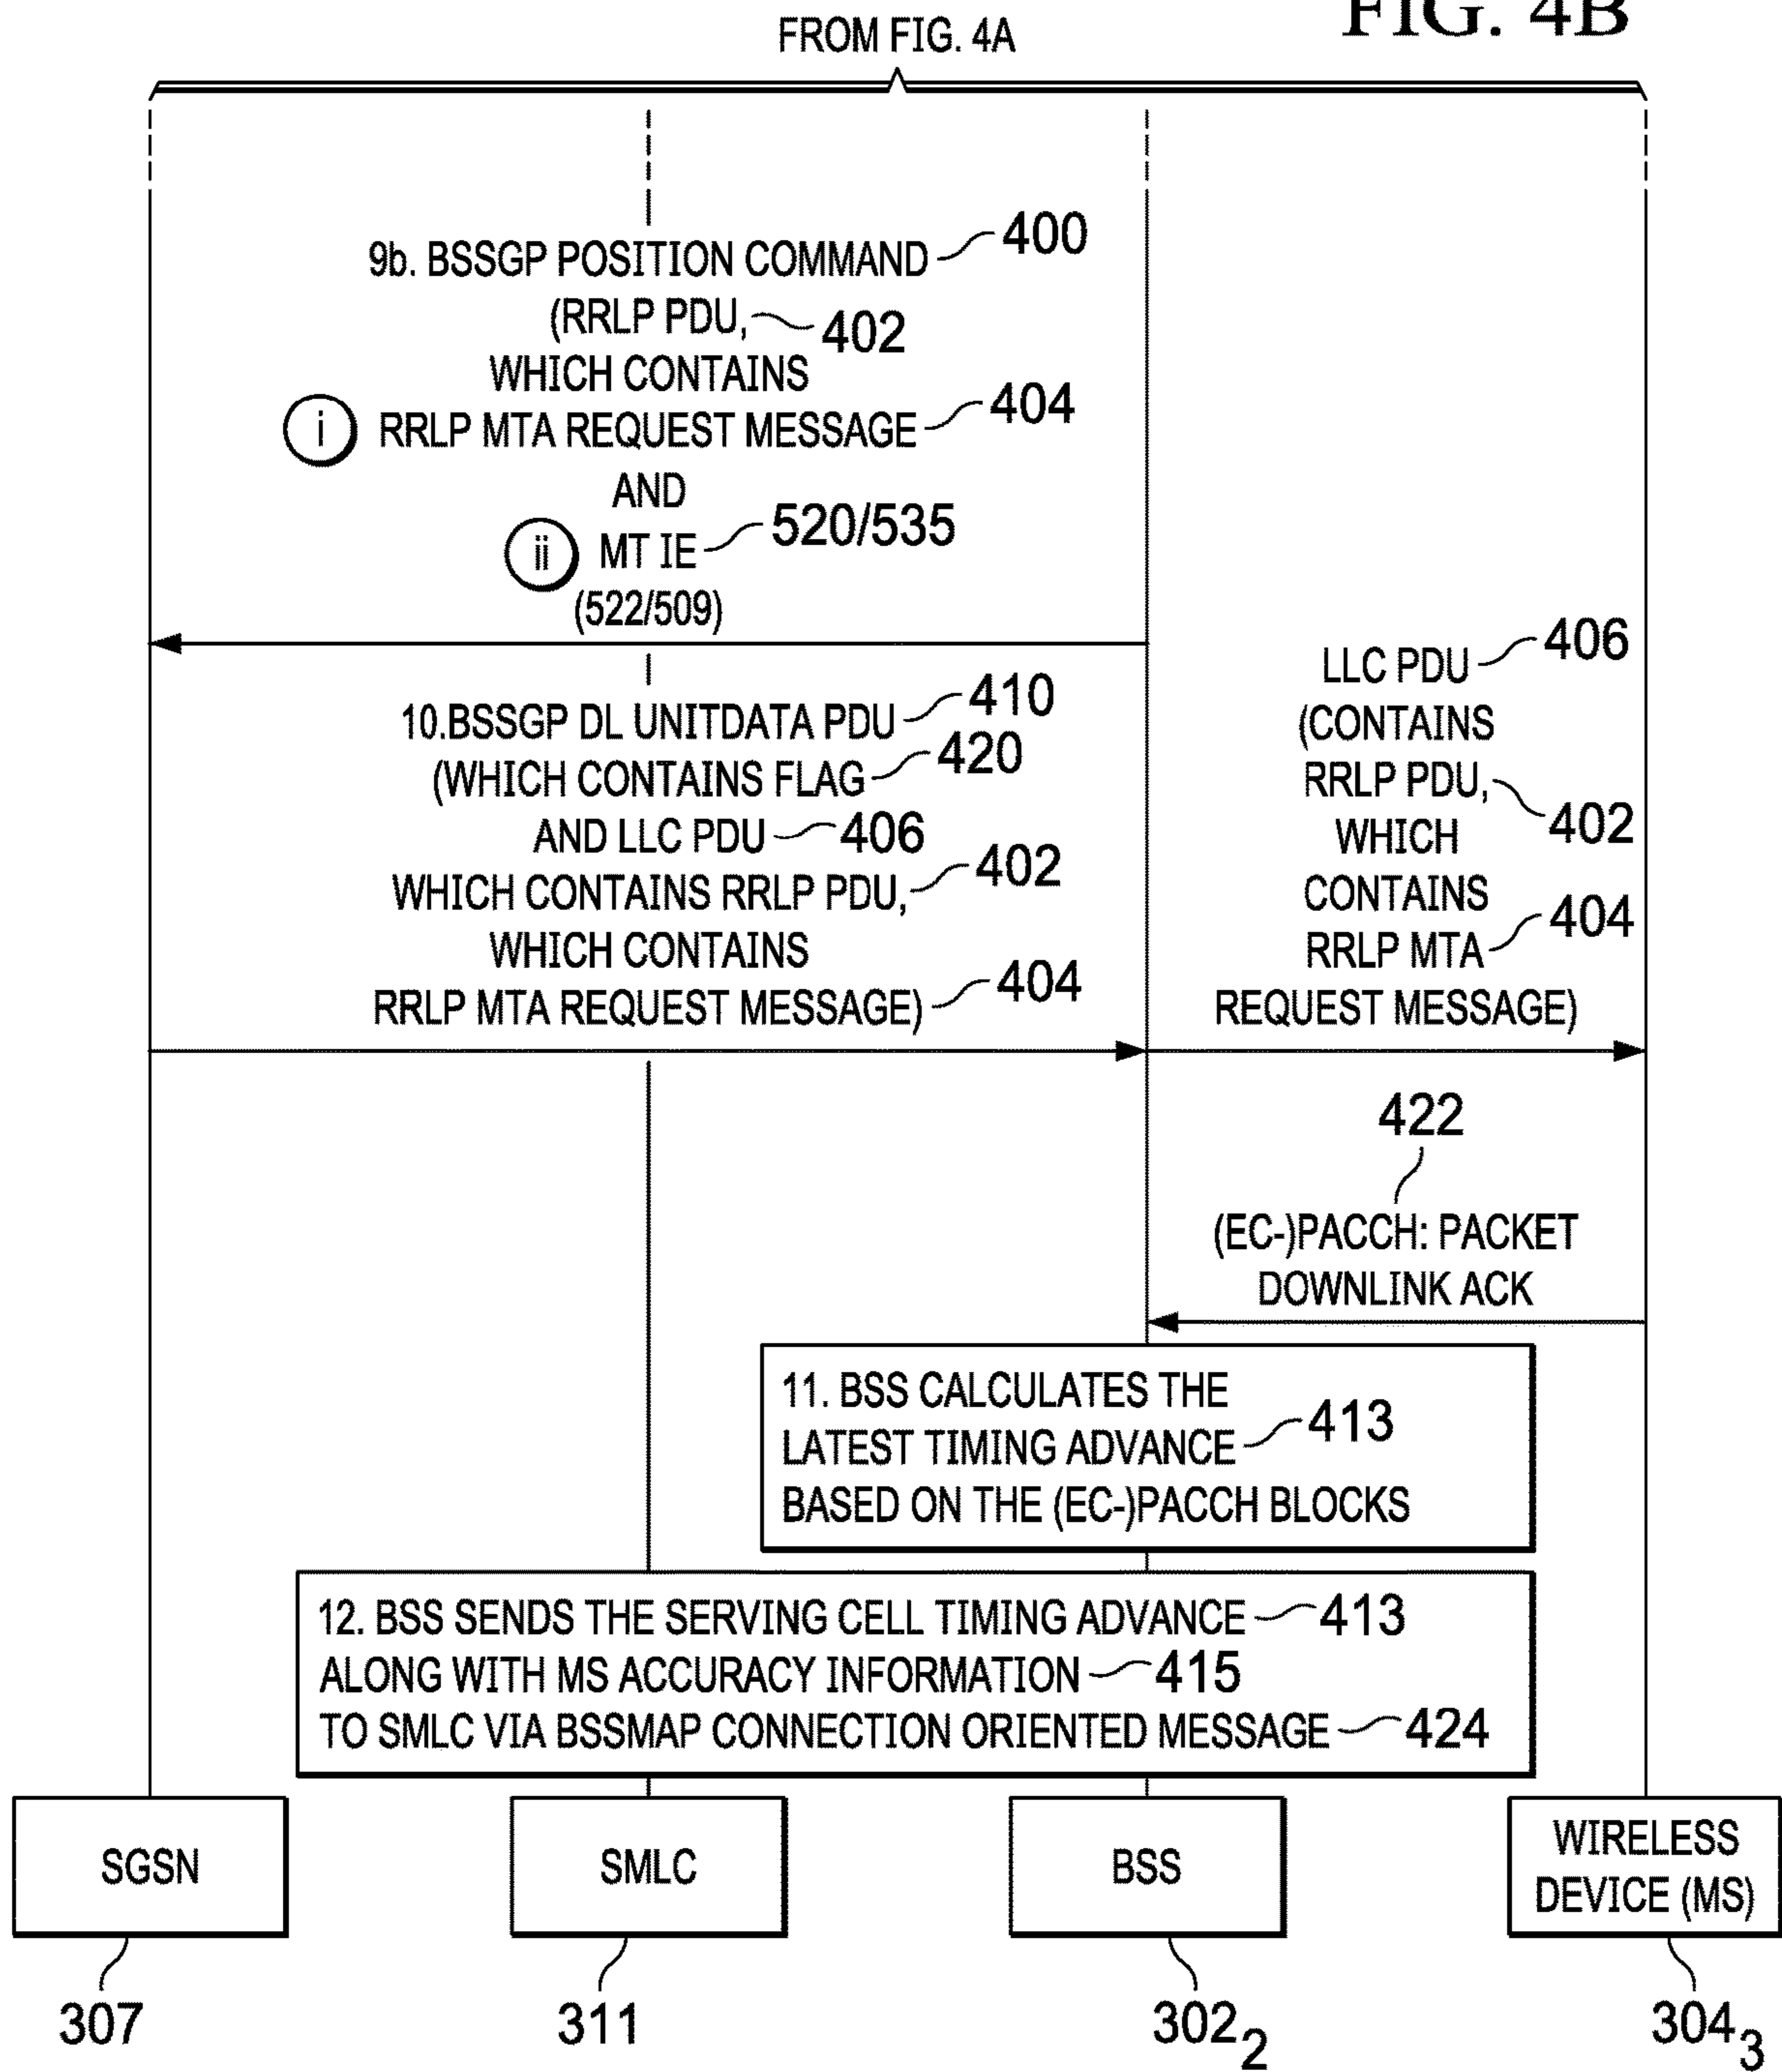 FIG. 4B
FROM FIG. 4A
9b. BSSGP POSITION COMMAND 400
(RRLP PDU, 402
WHICH CONTAINS
i RRLP MTA REQUEST MESSAGE 404
AND
ii MT IE 520/535
(522/509)
10.BSSGP DL UNITDATA PDU 410
(WHICH CONTAINS FLAG 420
AND LLC PDU 406
WHICH CONTAINS RRLP PDU, 402
WHICH CONTAINS
RRLP MTA REQUEST MESSAGE) 404
LLC PDU 406
(CONTAINS
RRLP PDU, 402
WHICH
CONTAINS
RRLP MTA 404
REQUEST MESSAGE)
422
(EC-)PACCH: PACKET
DOWNLINK ACK
11. BSS CALCULATES THE
LATEST TIMING ADVANCE 413
BASED ON THE (EC-)PACCH BLOCKS
12. BSS SENDS THE SERVING CELL TIMING ADVANCE 413
ALONG WITH MS ACCURACY INFORMATION 415
TO SMLC VIA BSSMAP CONNECTION ORIENTED MESSAGE 424
SGSN
SMLC
BSS
WIRELESS
DEVICE (MS)
307
311
302 2
304 3